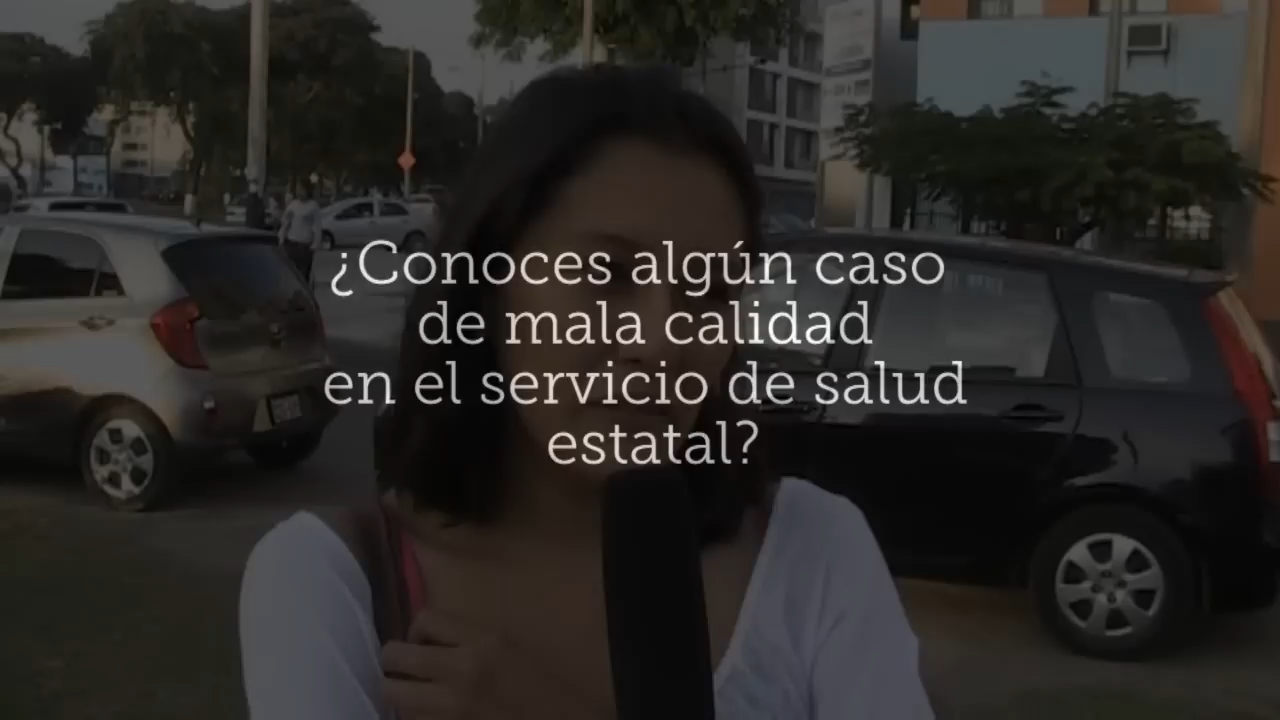 ¿Conoces algún caso
de mala calidad
en el servicio de salud
estatal?